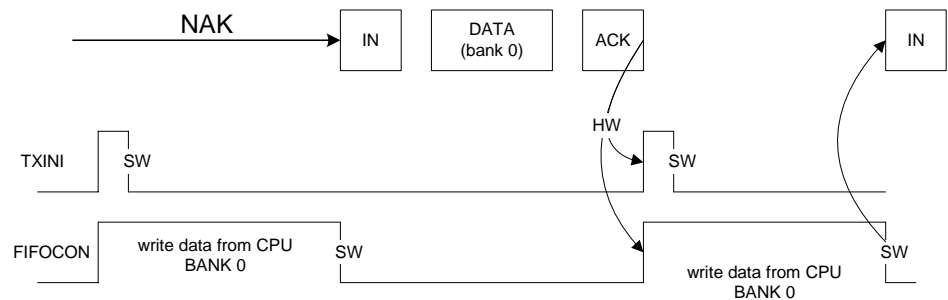 NAK
IN
DATA
(bank 0)
ACK
IN
HW
TXINI
SW
SW
FIFOCON
write data from CPU
BANK 0
SW
write data from CPU
BANK 0
SW